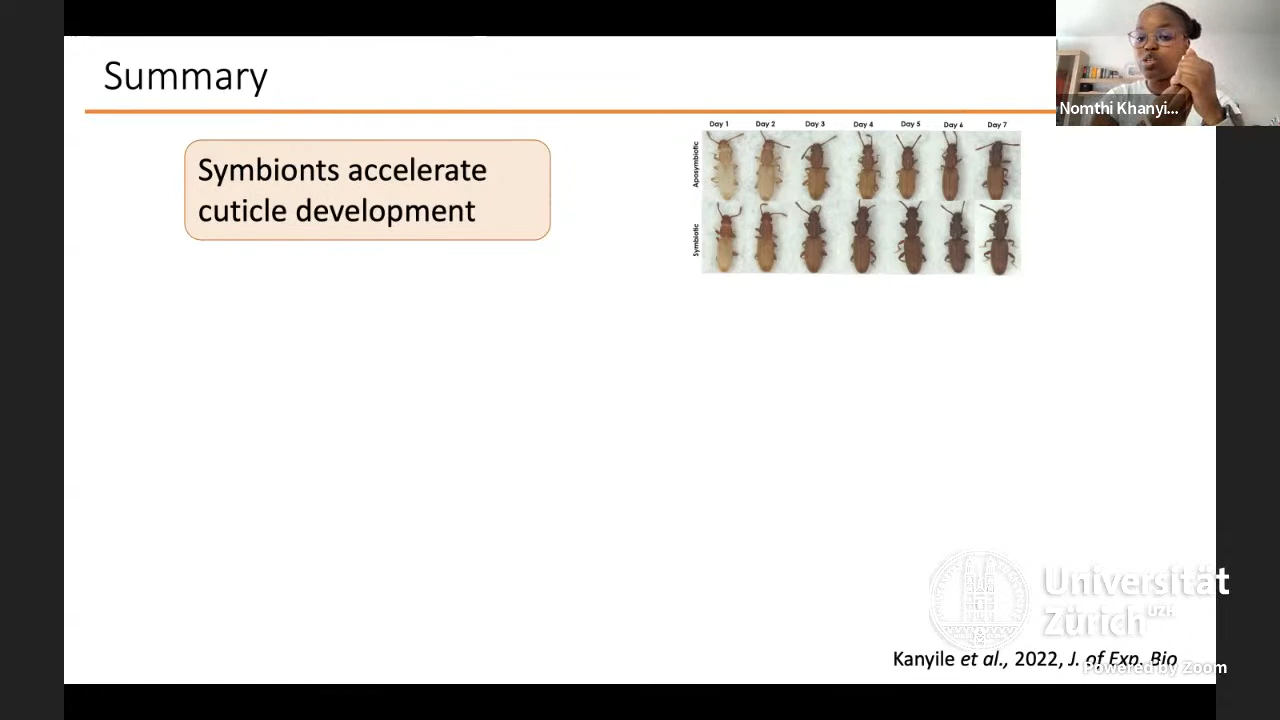 Summary
Nomthi Khanyi...
Symbionts accelerate
cuticle development
Day 1 Day 2 Day 3 Day 4 Day 5 Day 6 Day 7
Aposymbiotic
Symbiotic
Universität
Zürich UZH
Kanyile et al., 2022, J. of Exp. Bio
Powered by Zoom